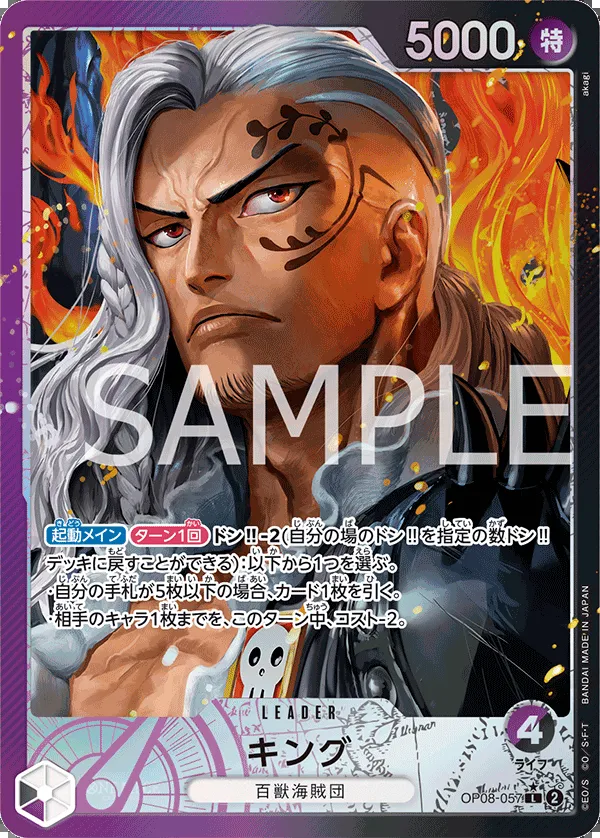 5000 特
akagi
SAMPLE
起動メイン ターン1回 ドン!!-2(自分の場のドン!!を指定の数ドン!!
デッキに戻すことができる):以下から1つを選ぶ。
・自分の手札が5枚以下の場合、カード1枚を引く。
・相手のキャラ1枚までを、このターン中、コスト-2。
LEADER
キング
4
ライフ
百獣海賊団
OP08-057 L 2
©E/S ©O/S・F・T BANDAI MADE IN JAPAN